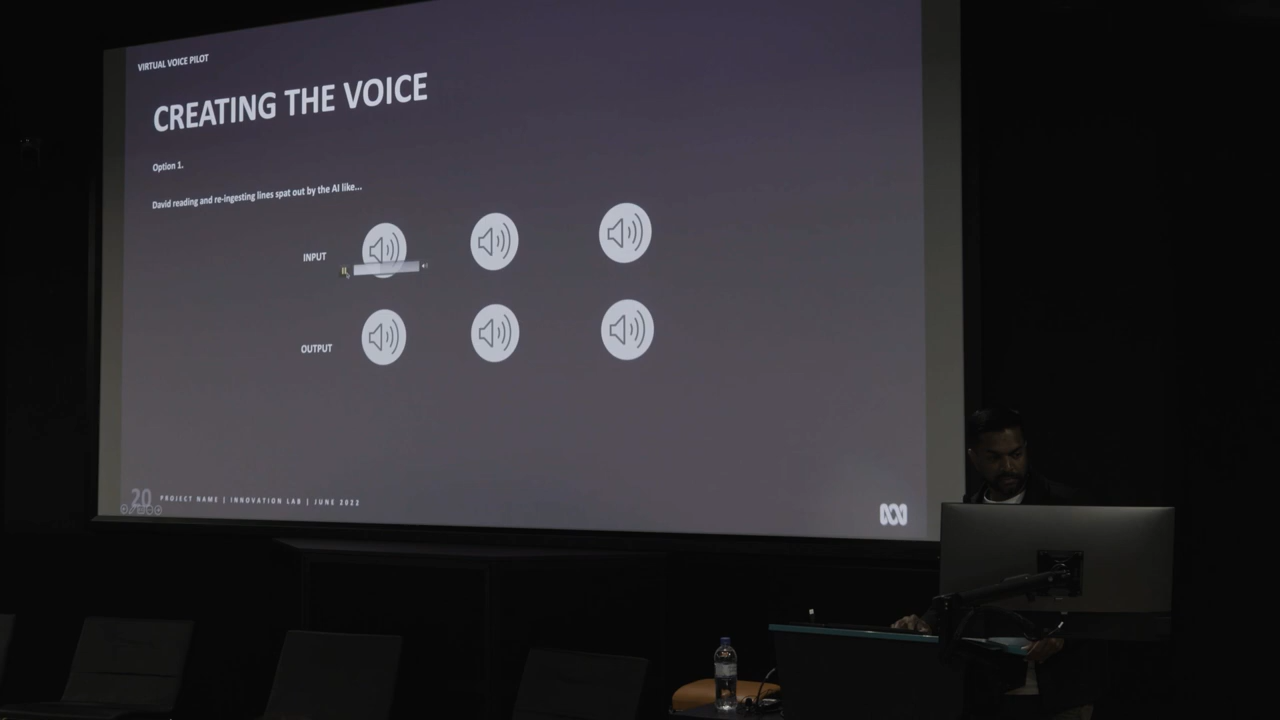 VIRTUAL VOICE PILOT
CREATING THE VOICE
Option 1.
David reading and re-ingesting lines spat out by the AI like...
INPUT
OUTPUT
20 PROJECT NAME | INNOVATION LAB | JUNE 2022